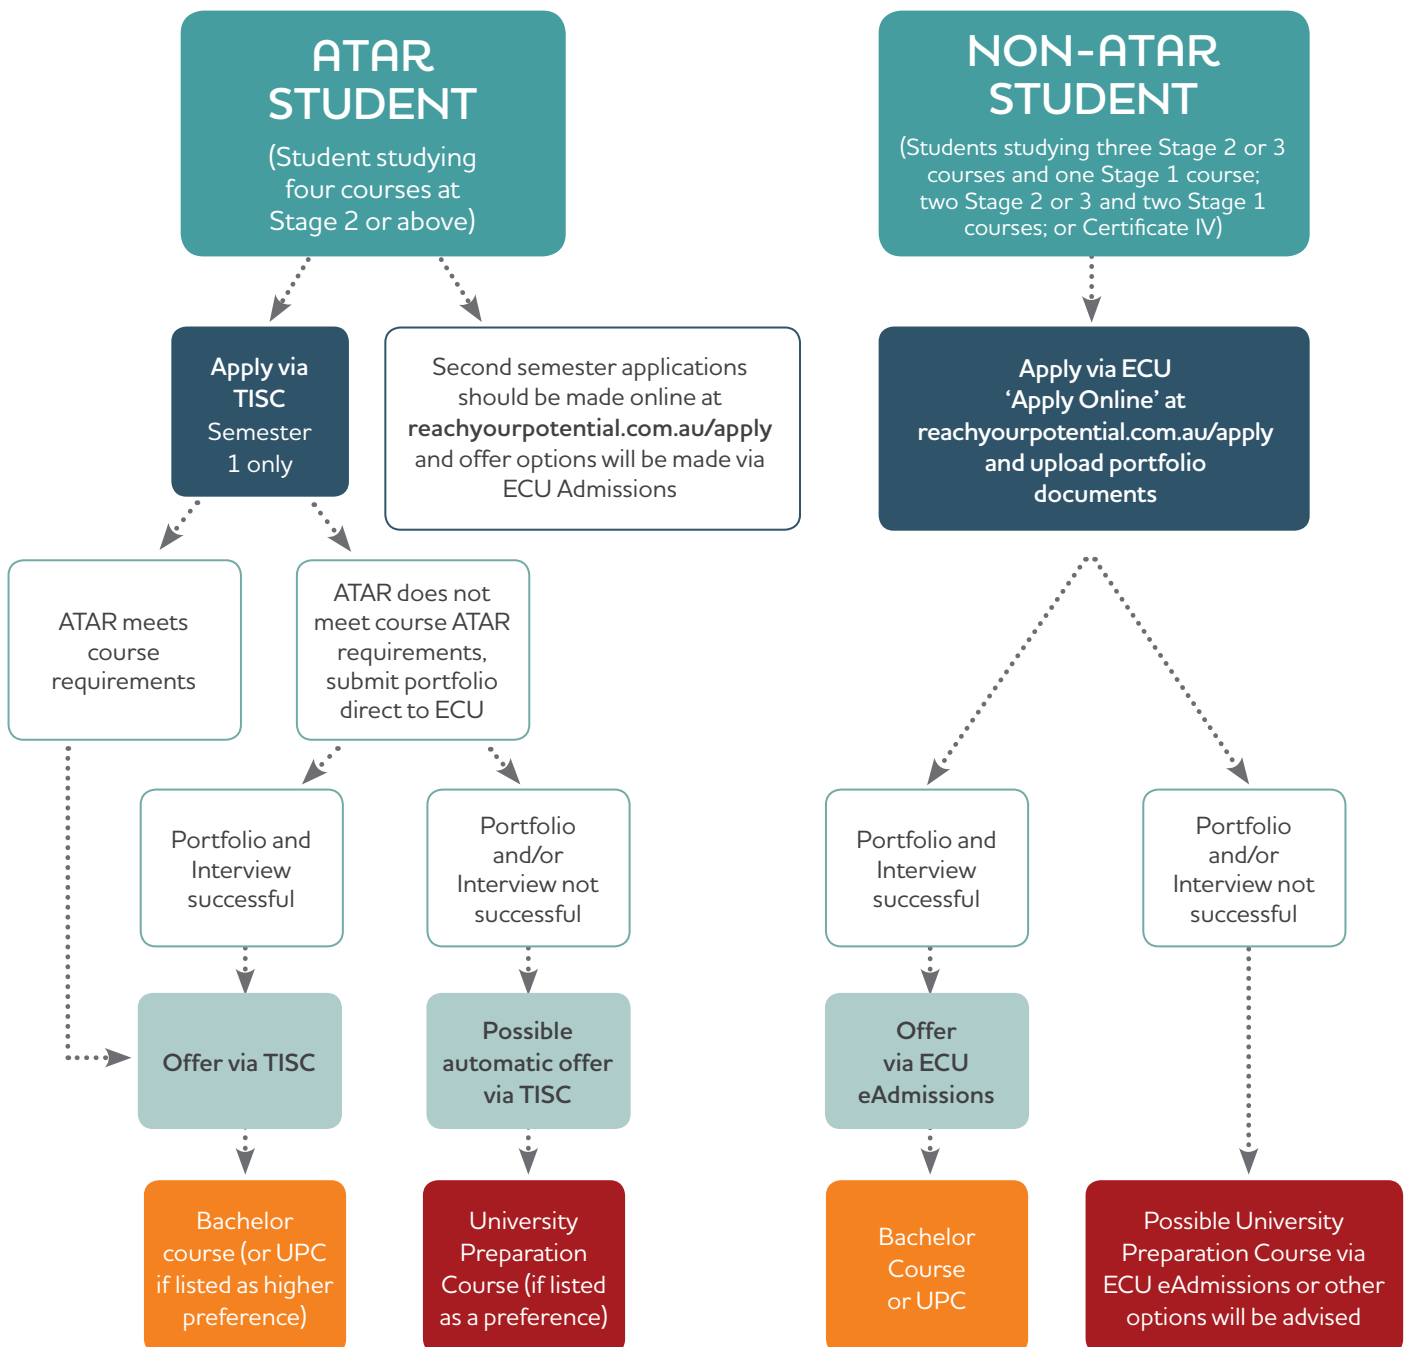 ATAR
STUDENT
(Student studying
four courses at
Stage 2 or above)
NON-ATAR
STUDENT
(Students studying three Stage 2 or 3
courses and one Stage 1 course;
two Stage 2 or 3 and two Stage 1
courses; or Certificate IV)
Apply via
TISC
Semester
1 only
Second semester applications
should be made online at
reachyourpotential.com.au/apply
and offer options will be made via
ECU Admissions
Apply via ECU
‘Apply Online’ at
reachyourpotential.com.au/apply
and upload portfolio
documents
ATAR meets
course
requirements
ATAR does not
meet course ATAR
requirements,
submit portfolio
direct to ECU
Portfolio and
Interview
successful
Portfolio
and/or
Interview not
successful
Portfolio and
Interview
successful
Portfolio
and/or
Interview not
successful
Offer via TISC
Possible
automatic offer
via TISC
Offer
via ECU
eAdmissions
Bachelor
course (or UPC
if listed as higher
preference)
University
Preparation
Course (if listed
as a preference)
Bachelor
Course
or UPC
Possible University
Preparation Course via
ECU eAdmissions or other
options will be advised